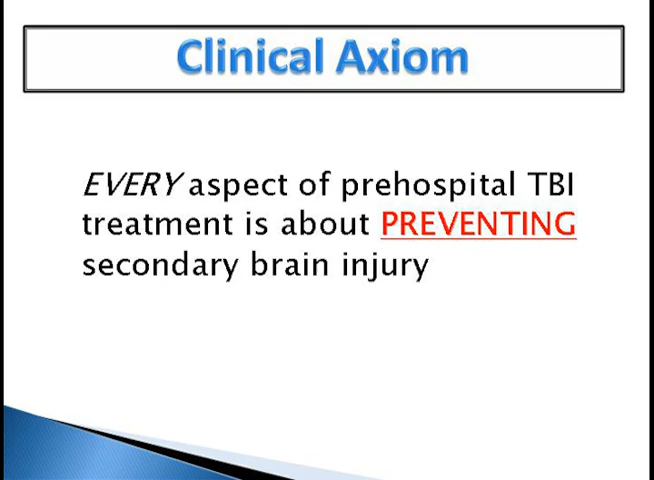 Clinical Axiom
EVERY aspect of prehospital TBI
treatment is about PREVENTING
secondary brain injury